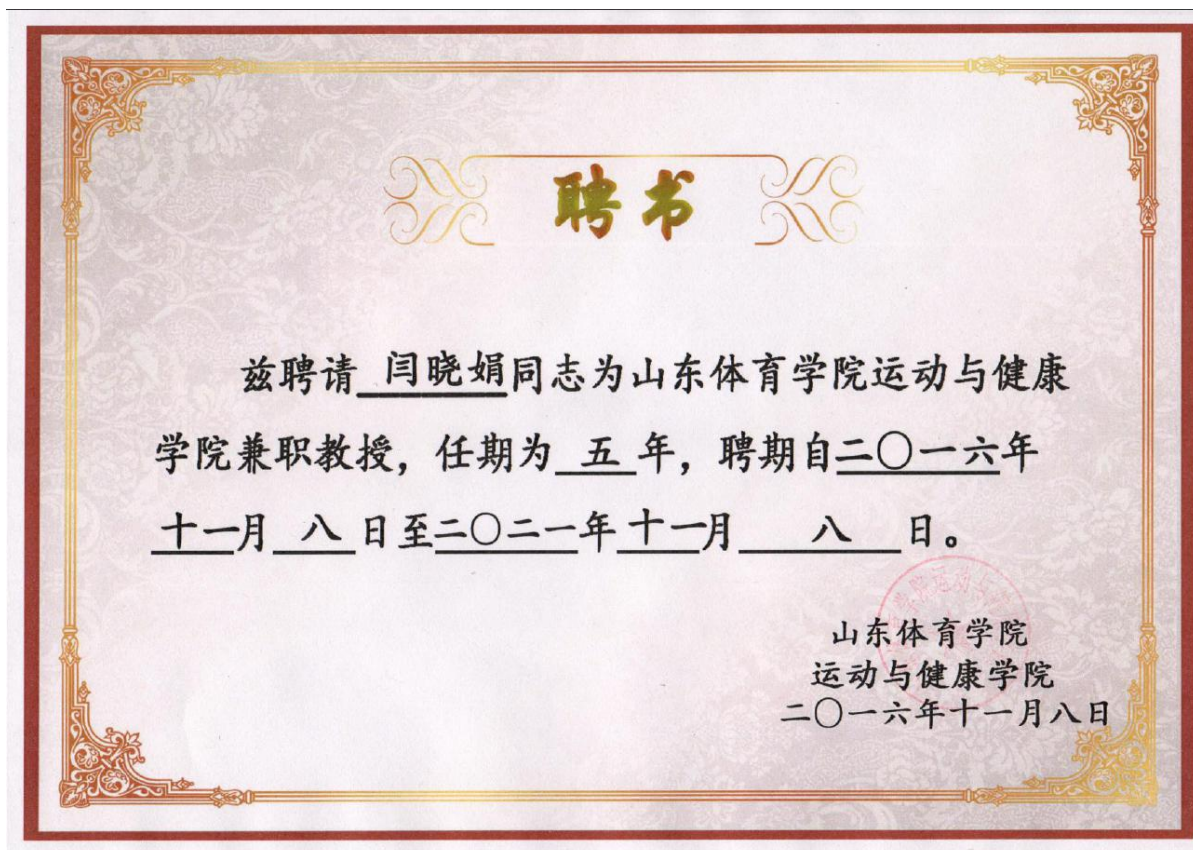 聘书
兹聘请 闫晓娟同志为山东体育学院运动与健康
学院兼职教授，任期为 五 年，聘期自二〇一六年
十一月 八 日至二〇二一年十一月 八 日。
山东体育学院
运动与健康学院
二〇一六年十一月八日